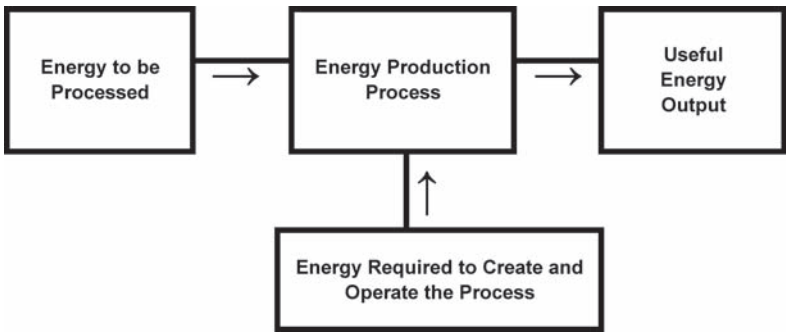 Energy to be
Processed
Energy Production
Process
Useful
Energy
Output
Energy Required to Create and
Operate the Process